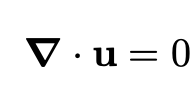 ∇ · u = 0